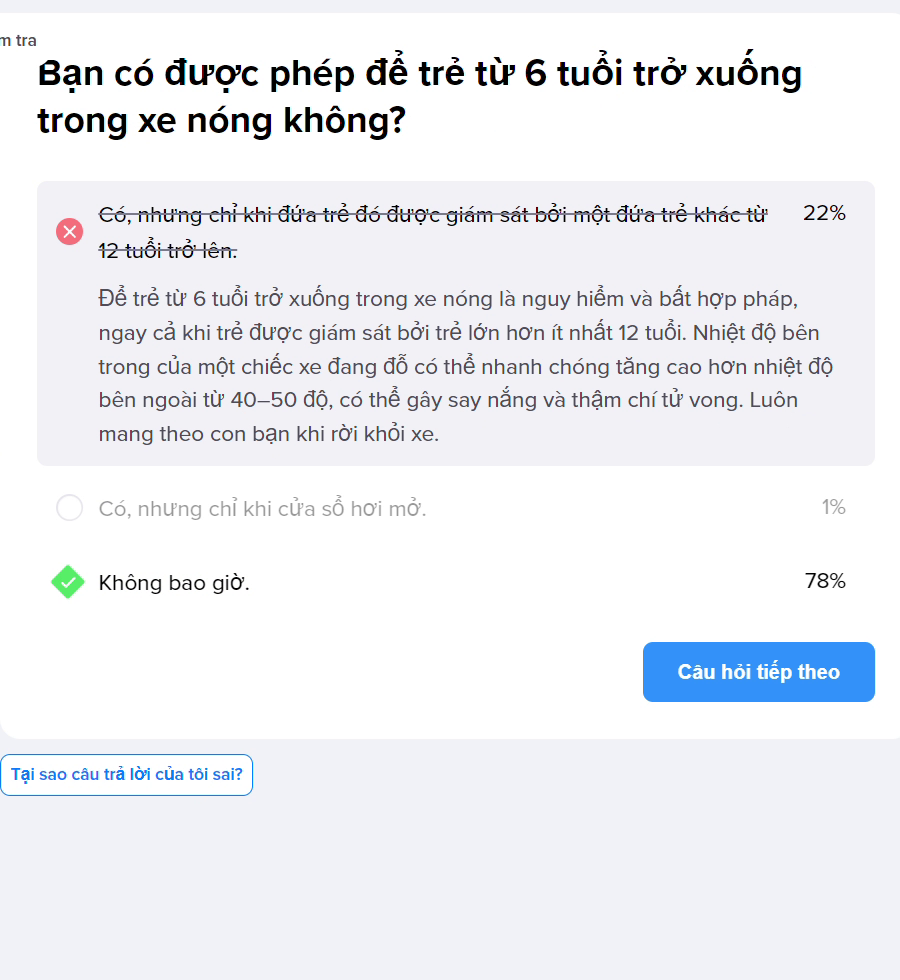 m tra
Bạn có được phép để trẻ từ 6 tuổi trở xuống
trong xe nóng không?
Có, nhưng chỉ khi đứa trẻ đó được giám sát bởi một đứa trẻ khác từ 22%
12 tuổi trở lên.
Để trẻ từ 6 tuổi trở xuống trong xe nóng là nguy hiểm và bất hợp pháp,
ngay cả khi trẻ được giám sát bởi trẻ lớn hơn ít nhất 12 tuổi. Nhiệt độ bên
trong của một chiếc xe đang đỗ có thể nhanh chóng tăng cao hơn nhiệt độ
bên ngoài từ 40–50 độ, có thể gây say nắng và thậm chí tử vong. Luôn
mang theo con bạn khi rời khỏi xe.
Có, nhưng chỉ khi cửa sổ hơi mở. 1%
Không bao giờ. 78%
Câu hỏi tiếp theo
Tại sao câu trả lời của tôi sai?